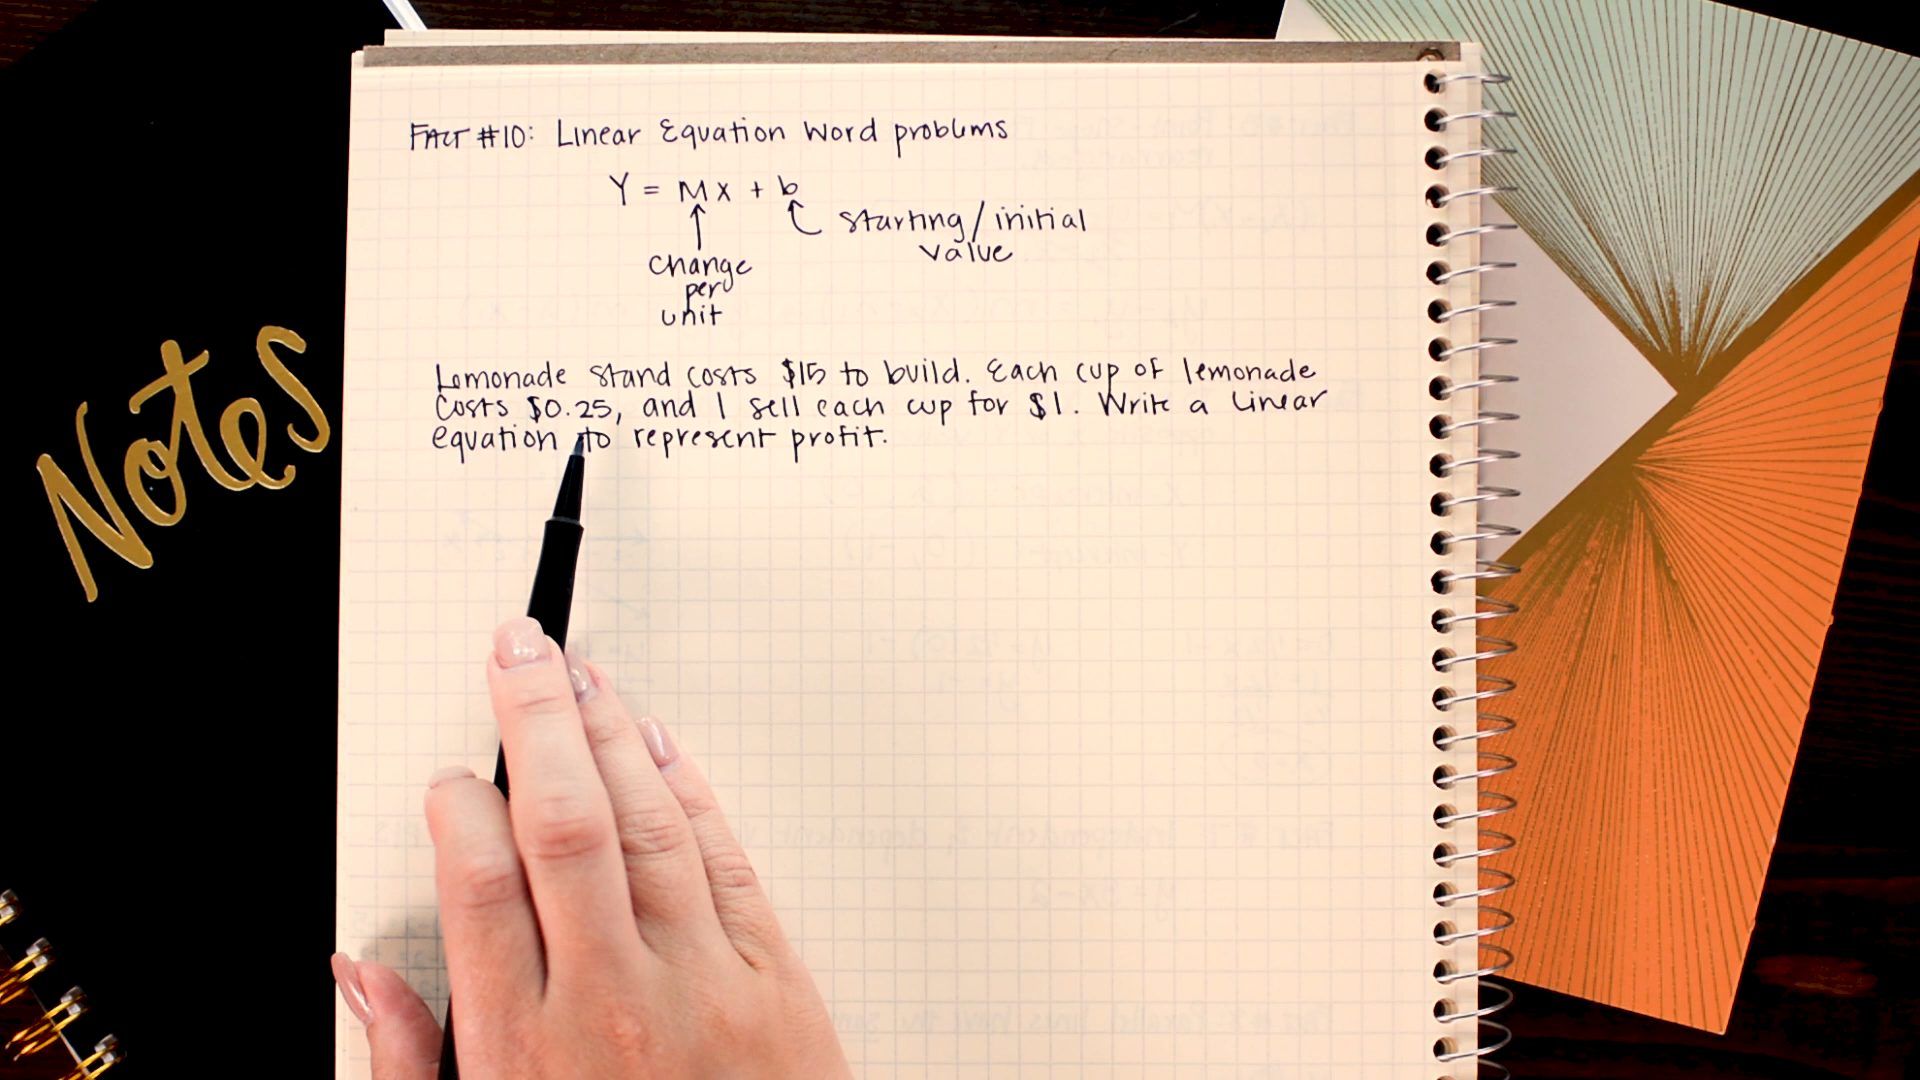 Notes
FACT #10: Linear Equation Word problems
Y = Mx + b
starting/initial
value
change
per
unit
Lemonade stand costs $15 to build. Each cup of lemonade
costs $0.25, and I sell each cup for $1. Write a linear
equation to represent profit.